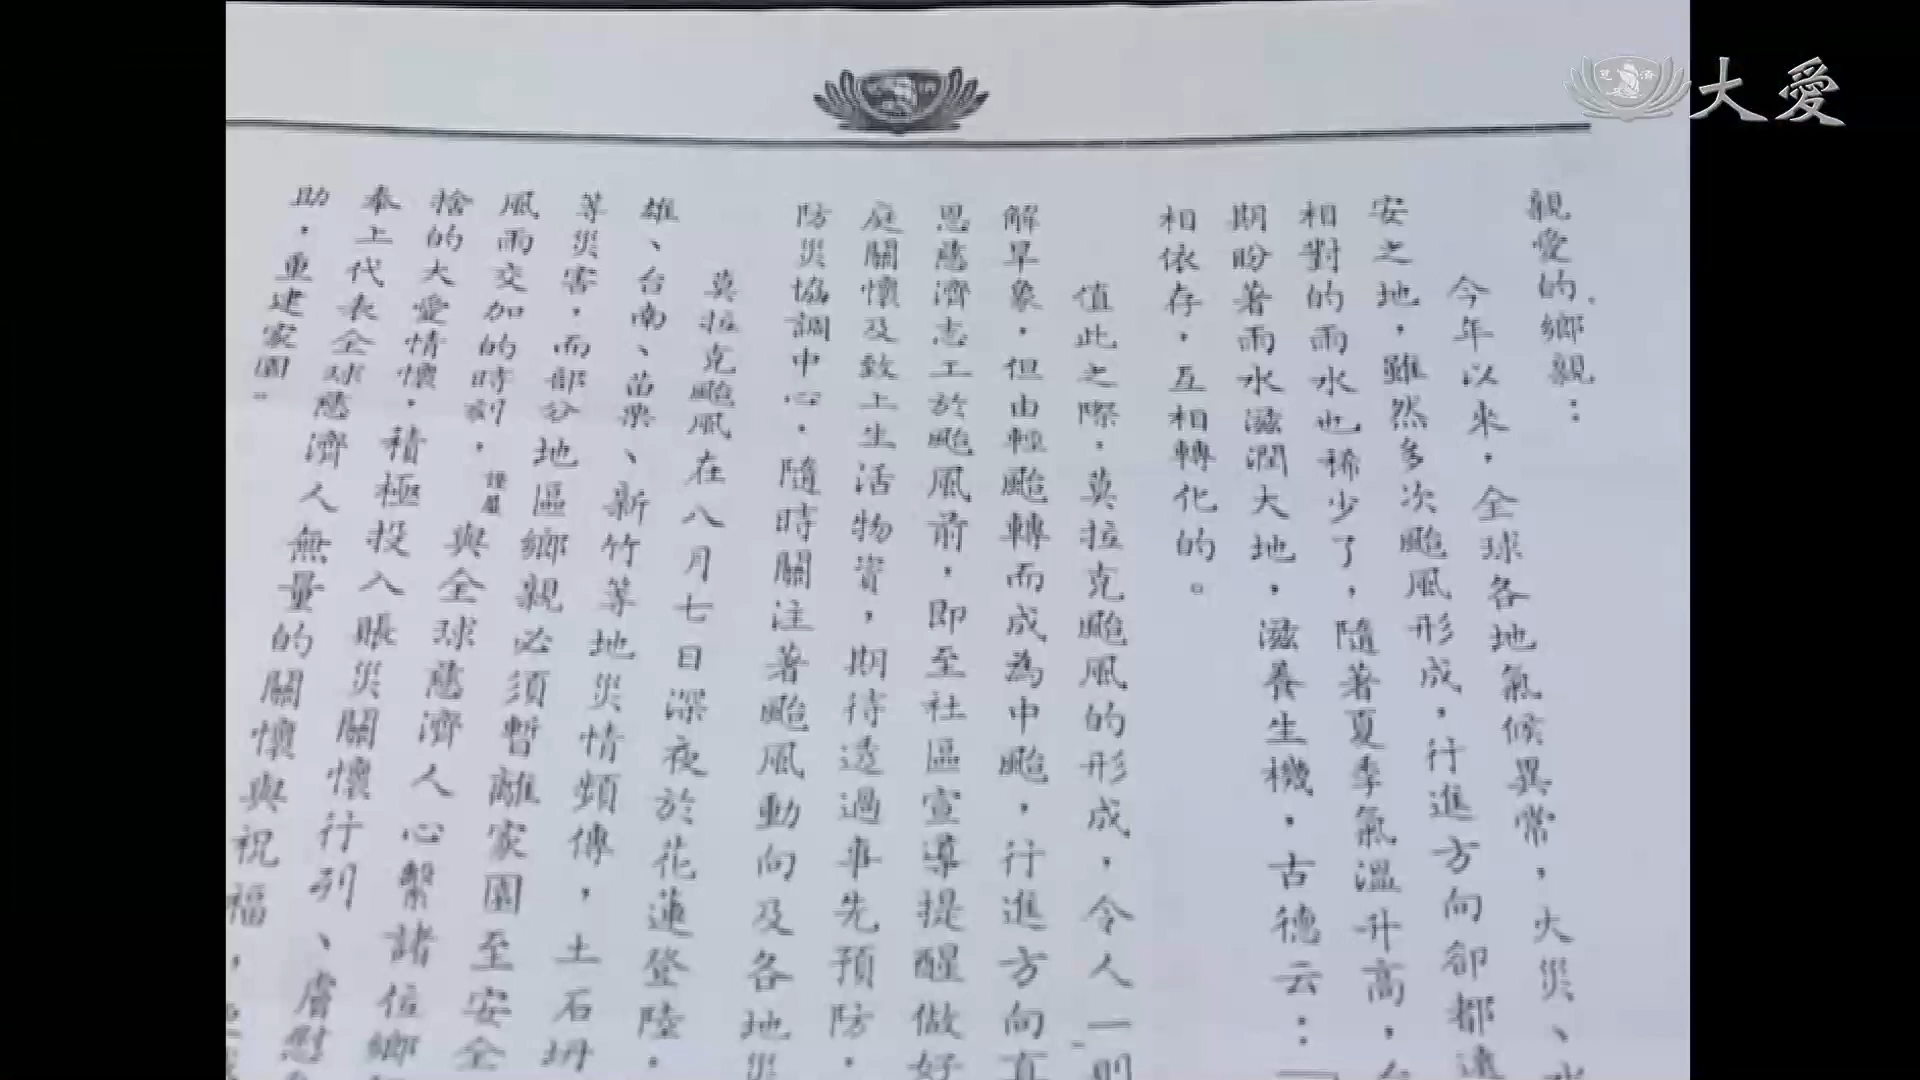 大愛
親愛的鄉親：
今年以來，全球各地氣候異常，大災、水
安之地，雖然多次颱風形成，行進方向卻都遠
相對的雨水也稀少了，隨著夏季氣溫升高，
期盼著雨水滋潤大地，滋養生機，古德云：「
相依存，互相轉化的。
值此之際，莫拉克颱風的形成，令人一則
解旱象，但由輕颱轉而成為中颱，行進方向直
思慈濟志工於颱風前，即至社區宣導提醒做好
庭關懷及致上生活物資，期待透過事先預防，
防災協調中心，隨時關注著颱風動向及各地災
莫拉克颱風在八月七日深夜於花蓮登陸，
雄、台南、苗栗、新竹等地災情頻傳，土石坍
等災害，而部分地區鄉親必須暫離家園至安全
風雨交加的時刻，證嚴與全球慈濟人心繫諸位鄉
捨的大愛情懷，積極投入賑災關懷行列、膚慰
奉上代表全球慈濟人無量的關懷與祝福，
助，重建家園。